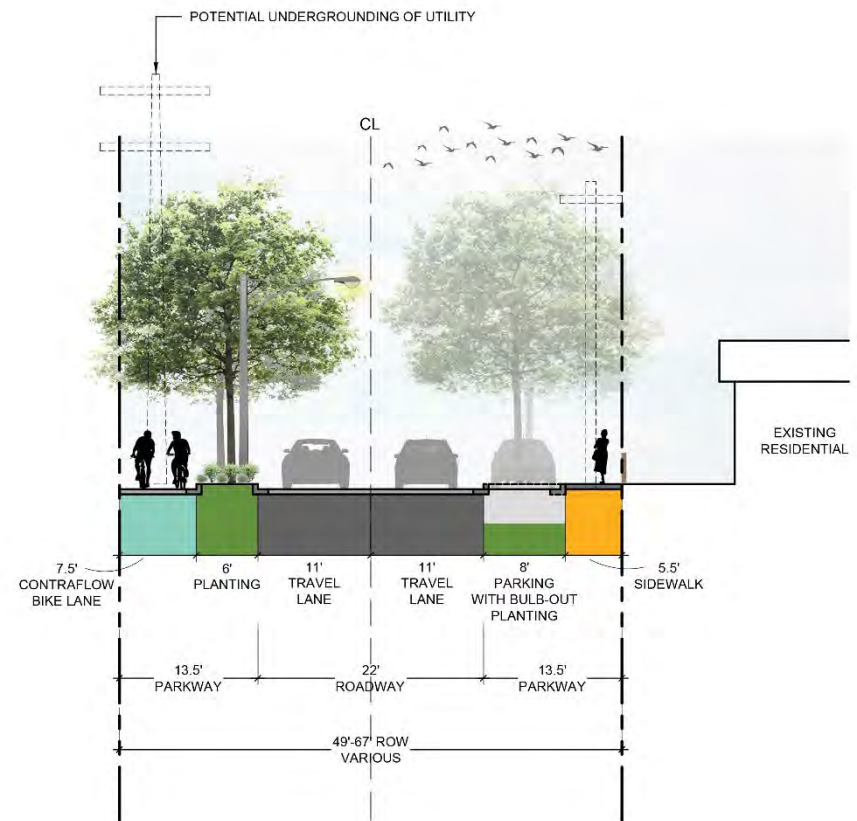 POTENTIAL UNDERGROUNDING OF UTILITY
CL
EXISTING
RESIDENTIAL
7.5'
CONTRAFLOW
BIKE LANE
6'
PLANTING
11'
TRAVEL
LANE
11'
TRAVEL
LANE
8'
PARKING
WITH BULB-OUT
PLANTING
5.5'
SIDEWALK
13.5'
PARKWAY
22'
ROADWAY
13.5'
PARKWAY
49'-67' ROW
VARIOUS